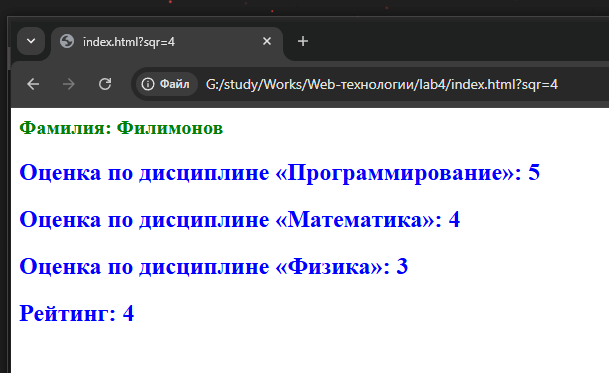 index.html?sqr=4
Файл G:/study/Works/Web-технологии/lab4/index.html?sqr=4
Фамилия: Филимонов
Оценка по дисциплине «Программирование»: 5
Оценка по дисциплине «Математика»: 4
Оценка по дисциплине «Физика»: 3
Рейтинг: 4